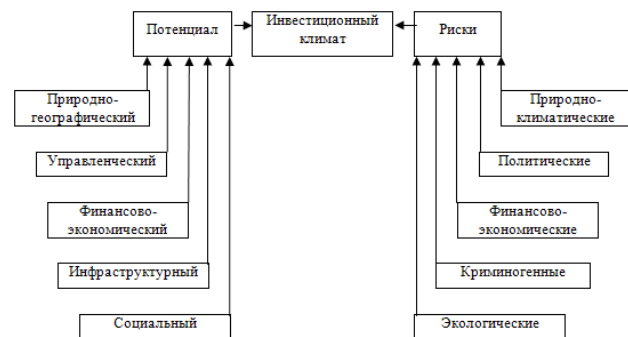 Потенциал
Инвестиционный
климат
Риски
Природно-
географический
Управленческий
Финансово-
экономический
Инфраструктурный
Социальный
Природно-
климатические
Политические
Финансово-
экономические
Криминогенные
Экологические